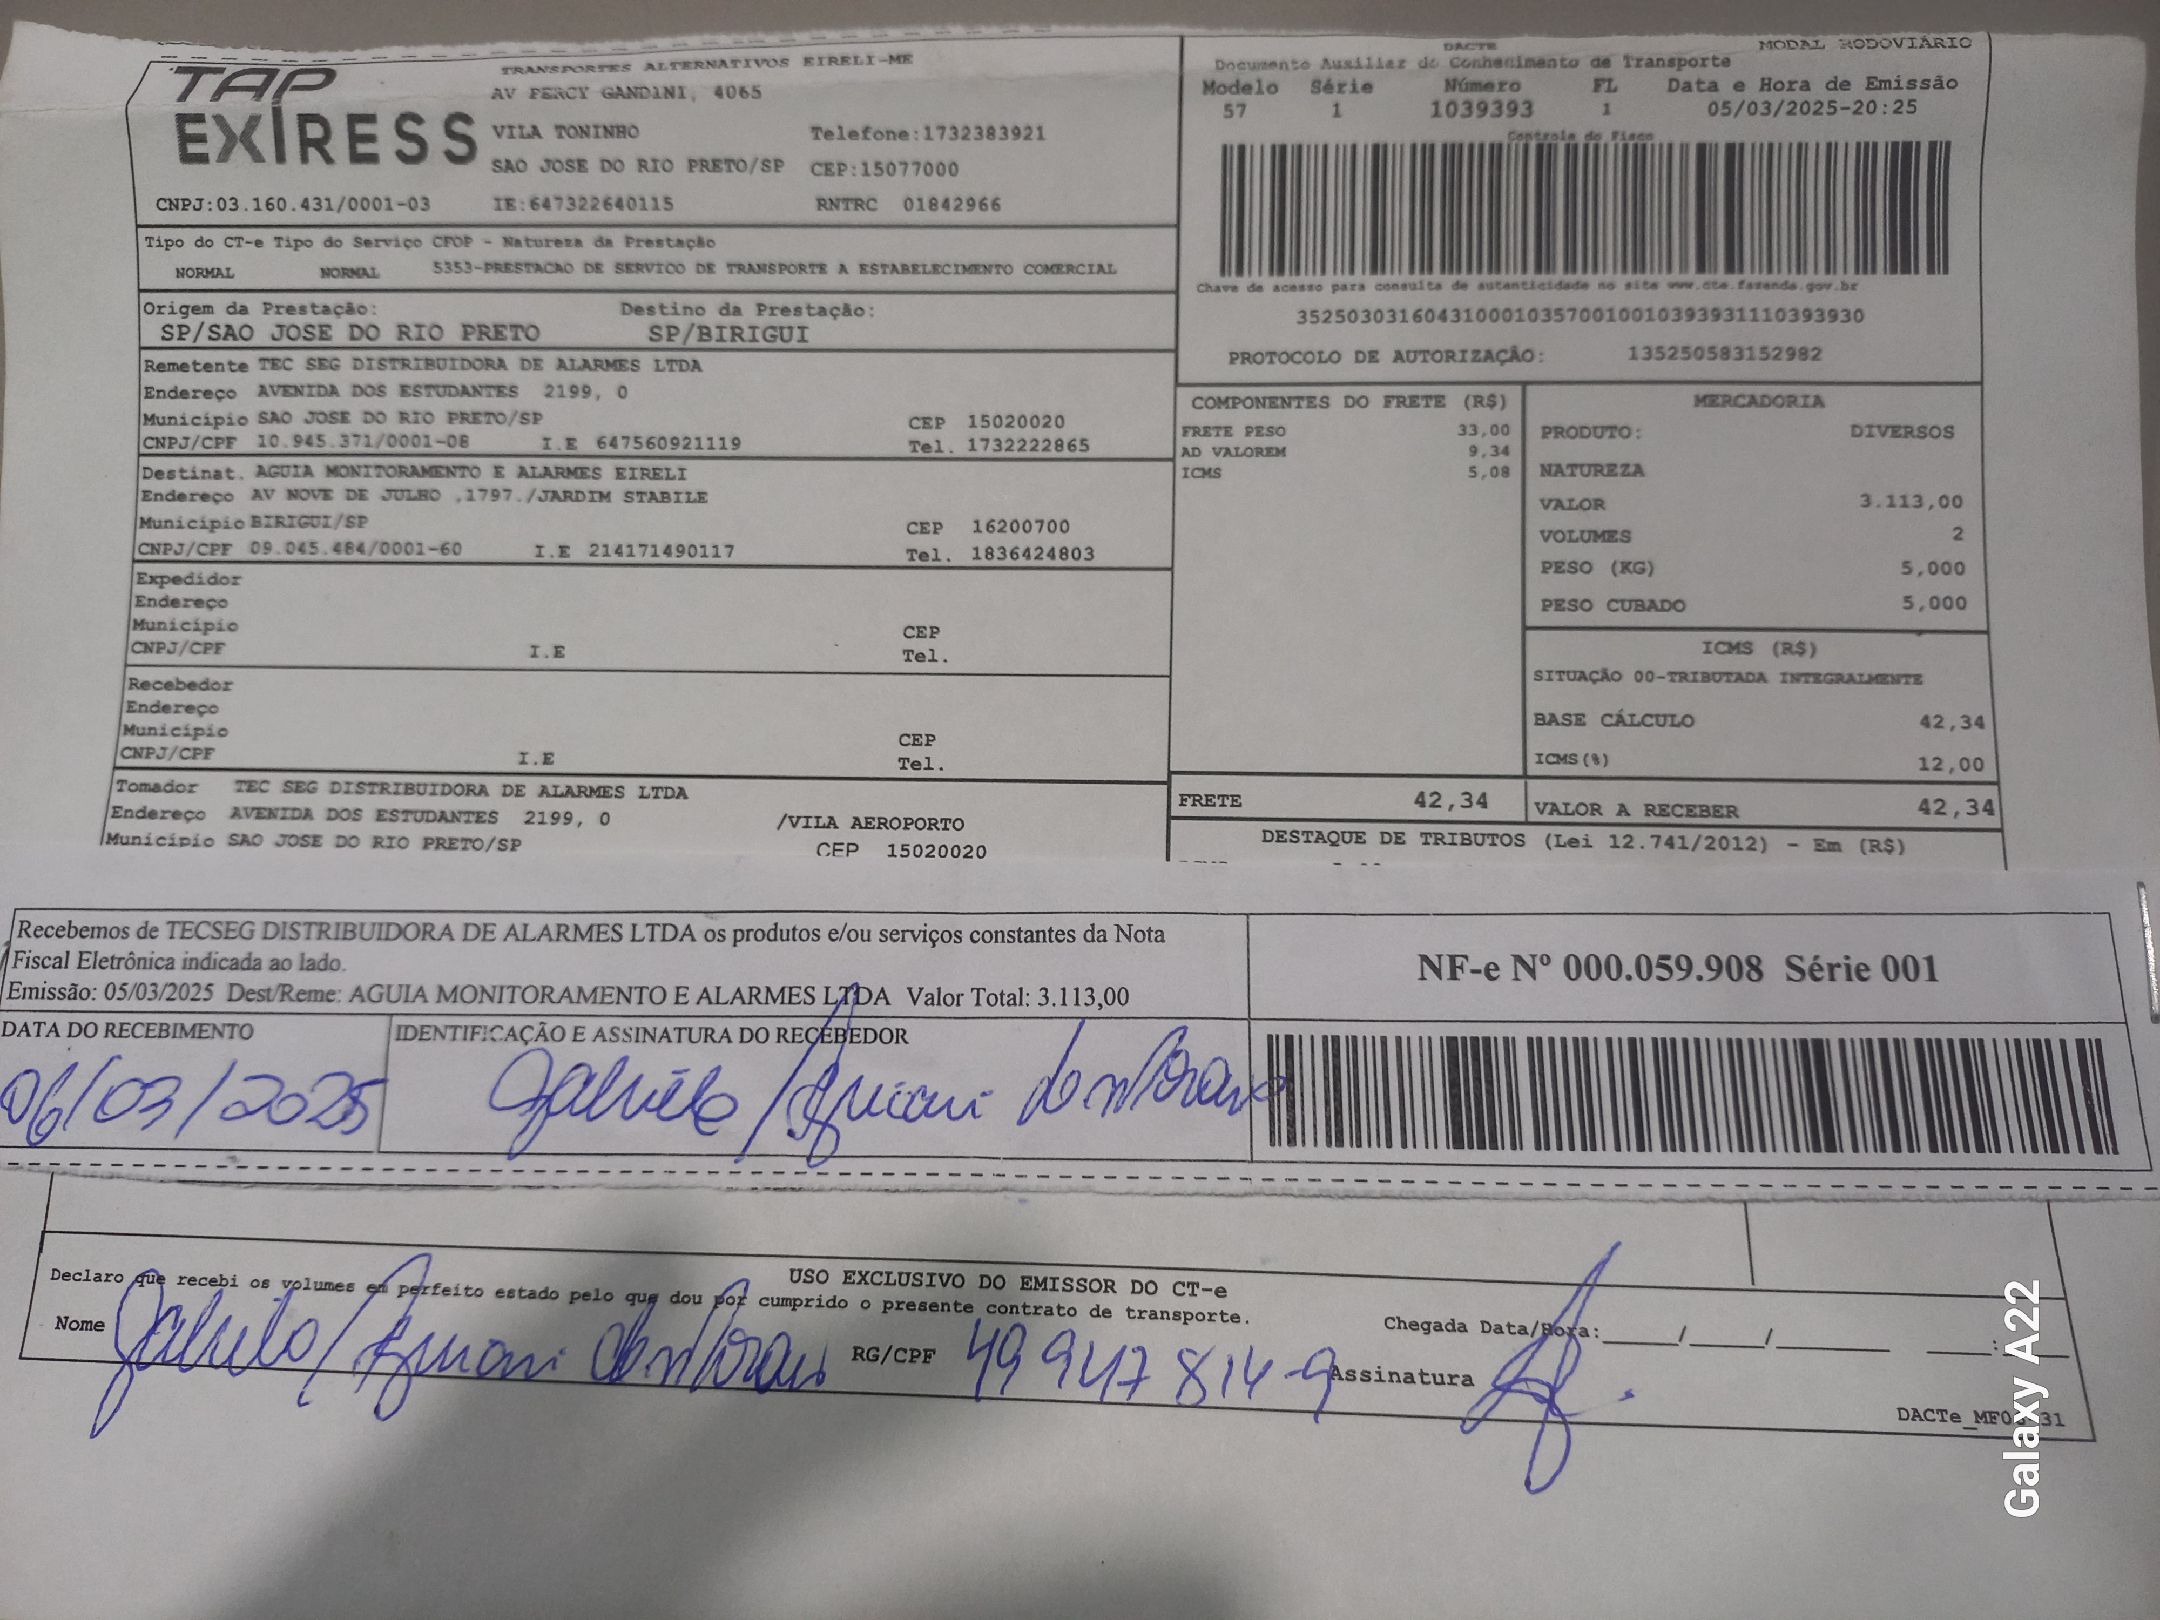 TAP
EXIRESS
TRANSPORTES ALTERNATIVOS EIRELI-ME
AV PERCY GANDINI, 4065
VILA TONINHO Telefone:1732383921
SAO JOSE DO RIO PRETO/SP CEP:15077000
CNPJ:03.160.431/0001-03 IE:647322640115 RNTRC 01842966
DACTE MODAL RODOVIÁRIO
Documento Auxiliar do Conhecimento de Transporte
Modelo Série Número FL Data e Hora de Emissão
57 1 1039393 1 05/03/2025-20:25
Controle do Fisco
Chave de acesso para consulta de autenticidade no site www.cte.fazenda.gov.br
35250303160431000103570010010393931110393930
PROTOCOLO DE AUTORIZAÇÃO: 135250583152982
Tipo do CT-e Tipo do Serviço CFOP - Natureza da Prestação
NORMAL NORMAL 5353-PRESTACAO DE SERVICO DE TRANSPORTE A ESTABELECIMENTO COMERCIAL
Origem da Prestação: Destino da Prestação:
SP/SAO JOSE DO RIO PRETO SP/BIRIGUI
Remetente TEC SEG DISTRIBUIDORA DE ALARMES LTDA
Endereço AVENIDA DOS ESTUDANTES 2199, 0
Município SAO JOSE DO RIO PRETO/SP CEP 15020020
CNPJ/CPF 10.945.371/0001-08 I.E 647560921119 Tel. 1732222865
Destinat. AGUIA MONITORAMENTO E ALARMES EIRELI
Endereço AV NOVE DE JULHO ,1797./JARDIM STABILE
Município BIRIGUI/SP CEP 16200700
CNPJ/CPF 09.045.484/0001-60 I.E 214171490117 Tel. 1836424803
Expedidor
Endereço
Município CEP
CNPJ/CPF I.E Tel.
Recebedor
Endereço
Município CEP
CNPJ/CPF I.E Tel.
Tomador TEC SEG DISTRIBUIDORA DE ALARMES LTDA
Endereço AVENIDA DOS ESTUDANTES 2199, 0 /VILA AEROPORTO
Município SAO JOSE DO RIO PRETO/SP CEP 15020020
COMPONENTES DO FRETE (R$)
FRETE PESO 33,00
AD VALOREM 9,34
ICMS 5,08
FRETE 42,34
MERCADORIA
PRODUTO: DIVERSOS
NATUREZA
VALOR 3.113,00
VOLUMES 2
PESO (KG) 5,000
PESO CUBADO 5,000
ICMS (R$)
SITUAÇÃO 00-TRIBUTADA INTEGRALMENTE
BASE CÁLCULO 42,34
ICMS(%) 12,00
VALOR A RECEBER 42,34
DESTAQUE DE TRIBUTOS (Lei 12.741/2012) - Em (R$)
Recebemos de TECSEG DISTRIBUIDORA DE ALARMES LTDA os produtos e/ou serviços constantes da Nota
Fiscal Eletrônica indicada ao lado.
Emissão: 05/03/2025 Dest/Reme: AGUIA MONITORAMENTO E ALARMES LTDA Valor Total: 3.113,00
NF-e Nº 000.059.908 Série 001
DATA DO RECEBIMENTO IDENTIFICAÇÃO E ASSINATURA DO RECEBEDOR
06/03/2025
USO EXCLUSIVO DO EMISSOR DO CT-e
Declaro que recebi os volumes em perfeito estado pelo que dou por cumprido o presente contrato de transporte.
Nome RG/CPF 49 947 814-9
Chegada Data/Hora: / / :
Assinatura
Galaxy A22